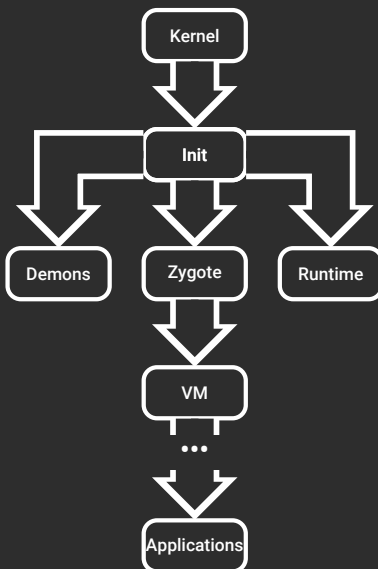 Kernel
Init
Demons
Zygote
Runtime
VM
...
Applications